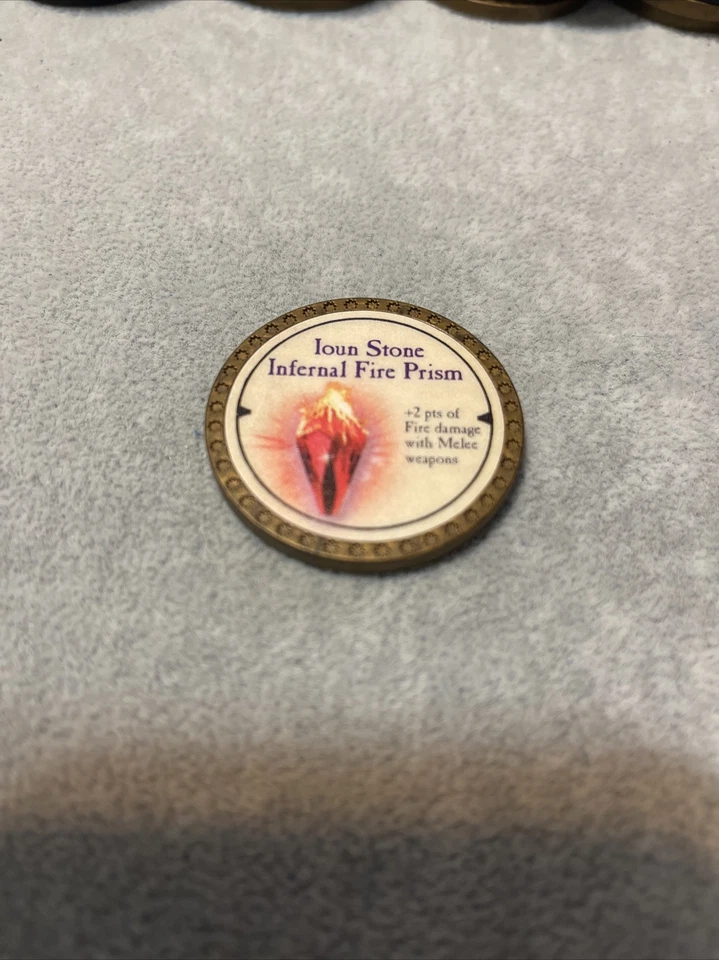 Ioun Stone
Infernal Fire Prism
+2 pts of
Fire damage
with Melee
weapons